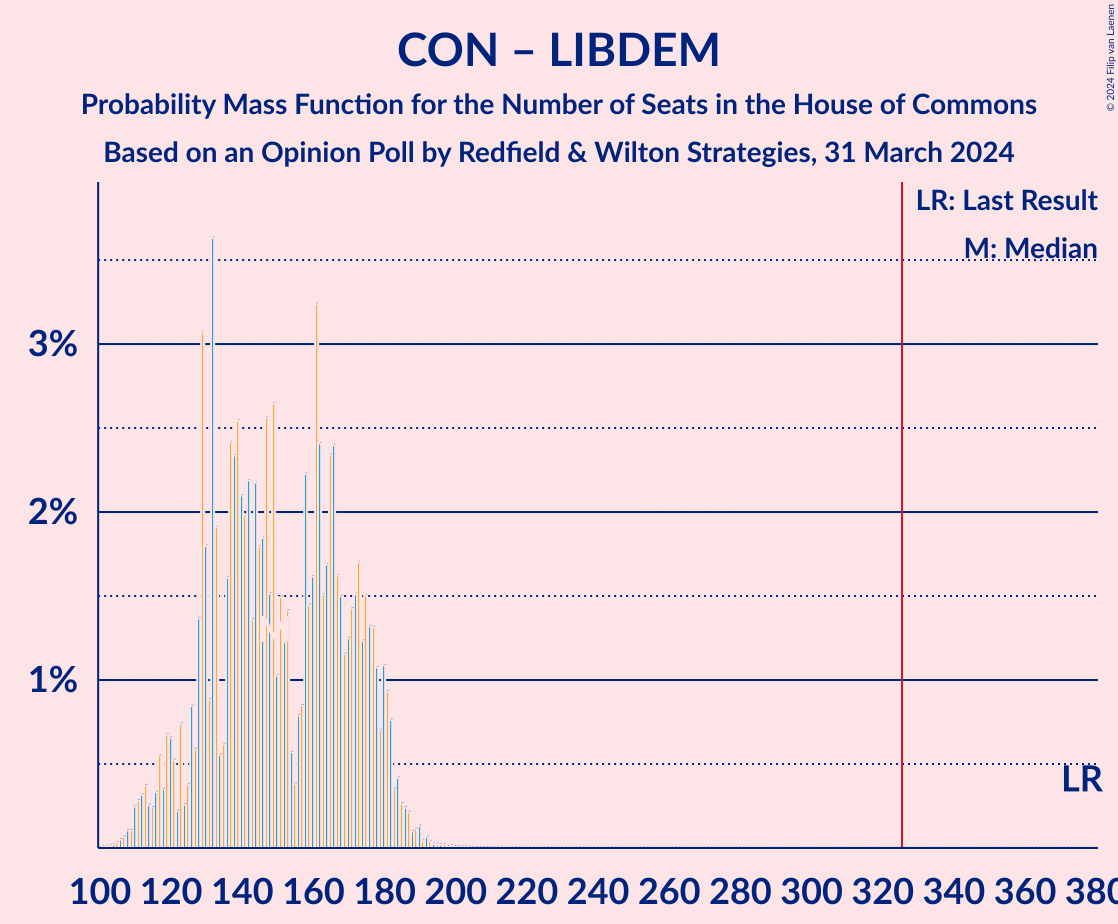 CON – LIBDEM
Probability Mass Function for the Number of Seats in the House of Commons
Based on an Opinion Poll by Redfield & Wilton Strategies, 31 March 2024
© 2024 Filip van Laenen
LR: Last Result
M: Median
3%
2%
1%
LR
100 120 140 160 180 200 220 240 260 280 300 320 340 360 380